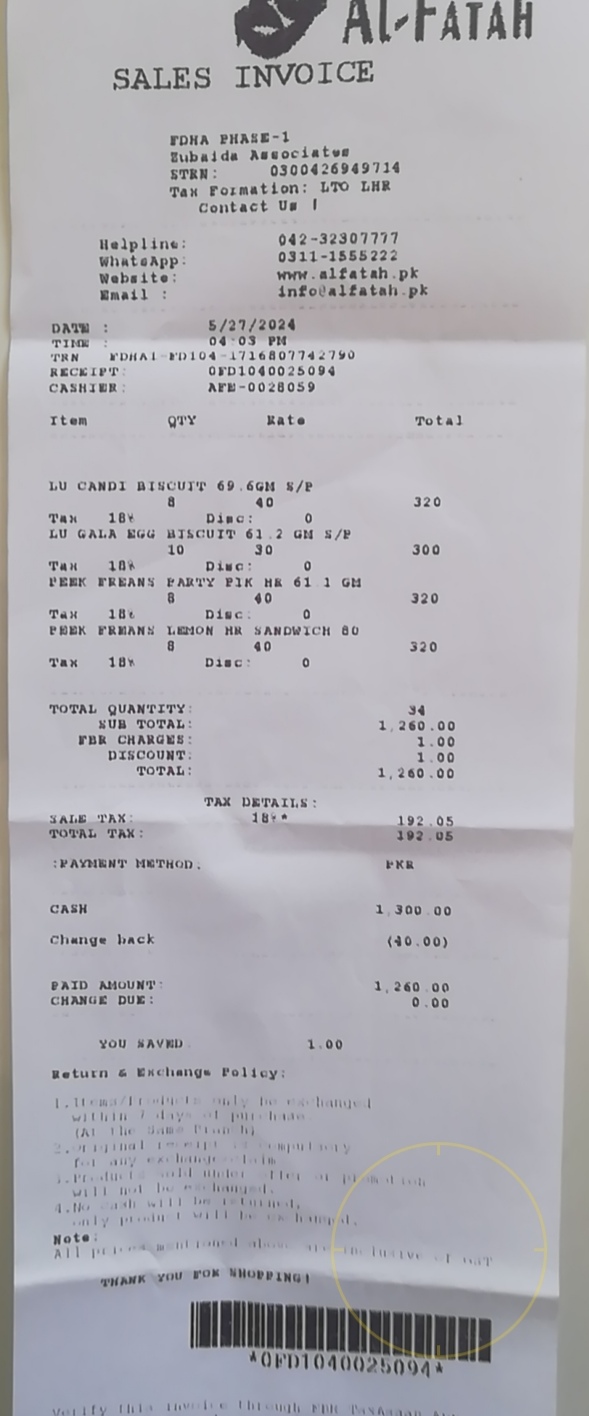 Al-FATAH
SALES INVOICE
FDHA PHASE-1
Zubaida Associates
STRN: 0300426949714
Tax Formation: LTO LHR
Contact Us !
Helpline: 042-32307777
WhatsApp: 0311-1555222
Website: www.alfatah.pk
Email : info@alfatah.pk
DATE : 5/27/2024
TIME : 04:03 PM
TRN FDHA1-FD104-1716807742790
RECEIPT: 0FD1040025094
CASHIER: AFE-0028059
Item QTY Rate Total
LU CANDI BISCUIT 69.6GM S/P
8 40 320
Tax 18% Disc: 0
LU GALA EGG BISCUIT 61.2 GM S/P
10 30 300
Tax 18% Disc: 0
PEEK FREANS PARTY PIK HR 61.1 GM
8 40 320
Tax 18% Disc: 0
PEEK FREANS LEMON HR SANDWICH 80
8 40 320
Tax 18% Disc: 0
TOTAL QUANTITY: 34
SUB TOTAL: 1,260.00
FBR CHARGES: 1.00
DISCOUNT: 1.00
TOTAL: 1,260.00
TAX DETAILS:
SALE TAX: 18%* 192.05
TOTAL TAX: 192.05
:PAYMENT METHOD: PKR
CASH 1,300.00
Change back (40.00)
PAID AMOUNT: 1,260.00
CHANGE DUE: 0.00
YOU SAVED 1.00
Return & Exchange Policy:
1.Items/Products only be exchanged
within 7 days of purchase.
(At The Same Branch)
2.Original receipt is compulsory
for any exchange claim
3.Products sold under offer or promotion
will not be exchanged.
4.No cash will be returned,
only product will be exchanged.
Note:
All prices mentioned above are inclusive of
THANK YOU FOR SHOPPING!
*0FD1040025094*
Verify this invoice through FBR TaxAsaan